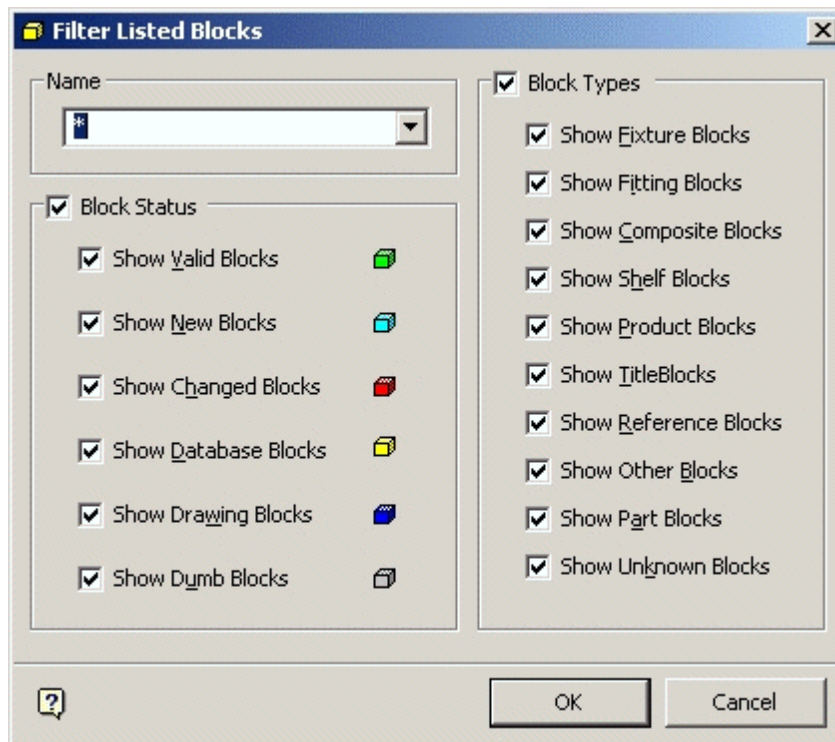 Filter Listed Blocks
Name
*
Block Status
Show Valid Blocks
Show New Blocks
Show Changed Blocks
Show Database Blocks
Show Drawing Blocks
Show Dumb Blocks
Block Types
Show Fixture Blocks
Show Fitting Blocks
Show Composite Blocks
Show Shelf Blocks
Show Product Blocks
Show TitleBlocks
Show Reference Blocks
Show Other Blocks
Show Part Blocks
Show Unknown Blocks
?
OK
Cancel